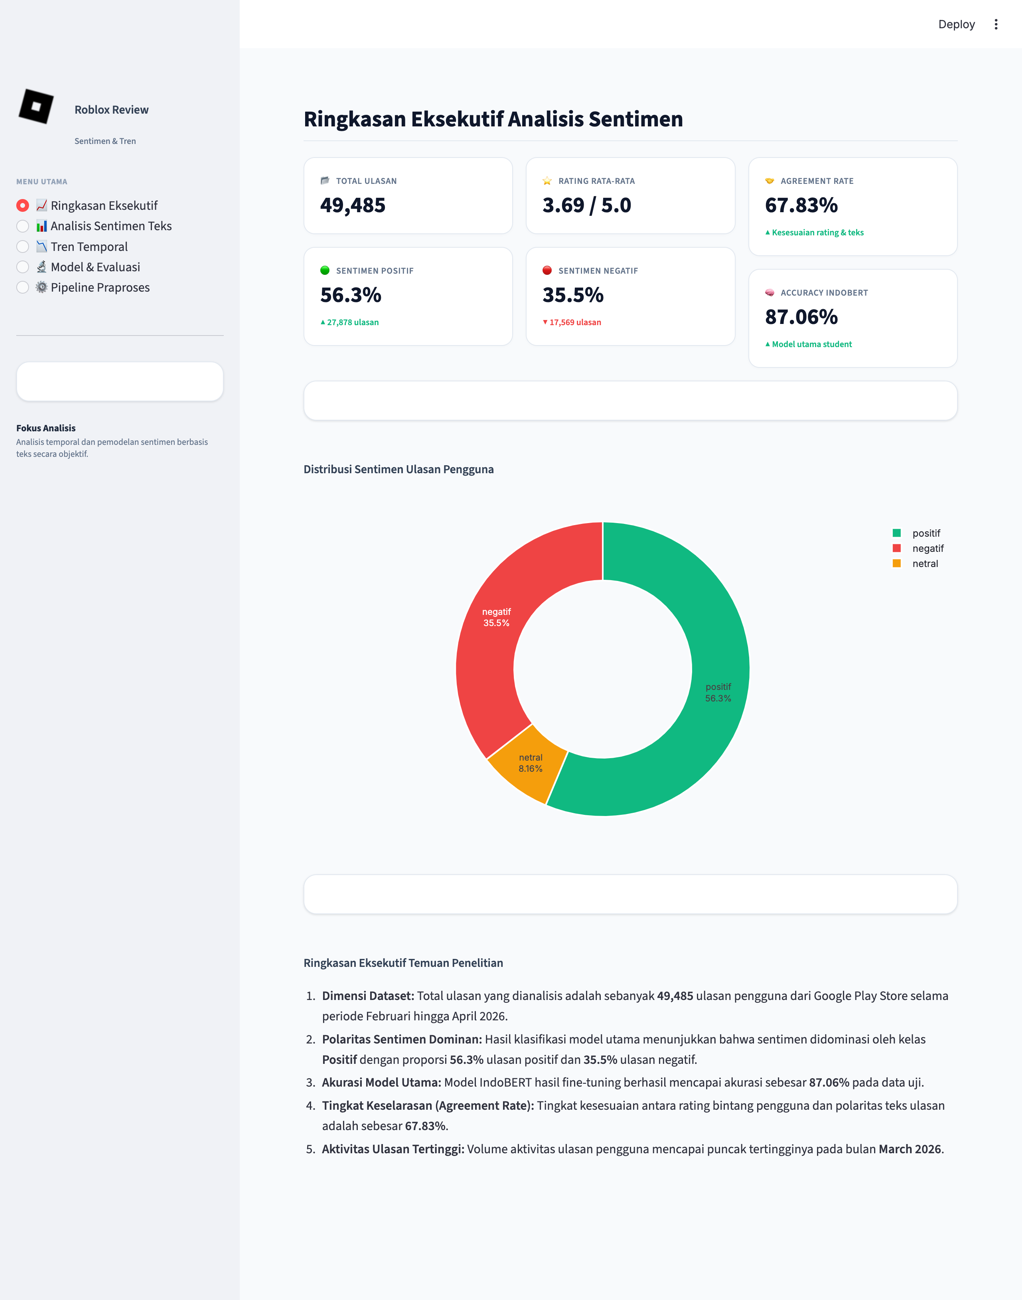 Deploy
Roblox Review
Sentimen & Tren
MENU UTAMA
Ringkasan Eksekutif
Analisis Sentimen Teks
Tren Temporal
Model & Evaluasi
Pipeline Praproses
Fokus Analisis
Analisis temporal dan pemodelan sentimen berbasis
teks secara objektif.
Ringkasan Eksekutif Analisis Sentimen
TOTAL ULASAN
49,485
RATING RATA-RATA
3.69 / 5.0
AGREEMENT RATE
67.83%
▲ Kesesuaian rating & teks
SENTIMEN POSITIF
56.3%
▲ 27,878 ulasan
SENTIMEN NEGATIF
35.5%
▼ 17,569 ulasan
ACCURACY INDOBERT
87.06%
▲ Model utama student
Distribusi Sentimen Ulasan Pengguna
positif
negatif
netral
negatif
35.5%
positif
56.3%
netral
8.16%
Ringkasan Eksekutif Temuan Penelitian
1. Dimensi Dataset: Total ulasan yang dianalisis adalah sebanyak 49,485 ulasan pengguna dari Google Play Store selama
periode Februari hingga April 2026.
2. Polaritas Sentimen Dominan: Hasil klasifikasi model utama menunjukkan bahwa sentimen didominasi oleh kelas
Positif dengan proporsi 56.3% ulasan positif dan 35.5% ulasan negatif.
3. Akurasi Model Utama: Model IndoBERT hasil fine-tuning berhasil mencapai akurasi sebesar 87.06% pada data uji.
4. Tingkat Keselarasan (Agreement Rate): Tingkat kesesuaian antara rating bintang pengguna dan polaritas teks ulasan
adalah sebesar 67.83%.
5. Aktivitas Ulasan Tertinggi: Volume aktivitas ulasan pengguna mencapai puncak tertingginya pada bulan March 2026.